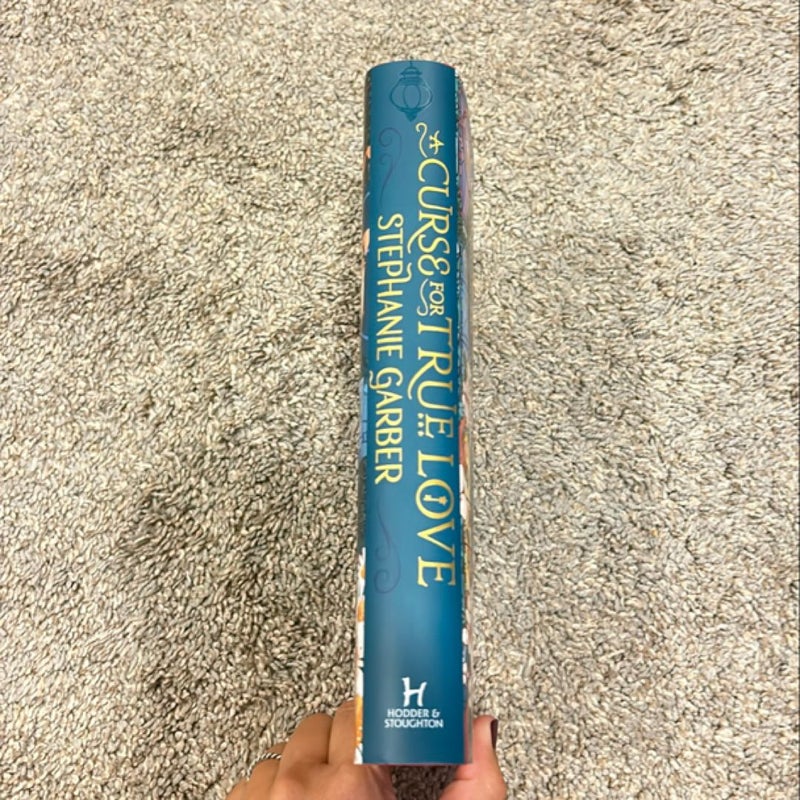 A CURSE FOR TRUE LOVE
STEPHANIE GARBER
H
HODDER &
STOUGHTON